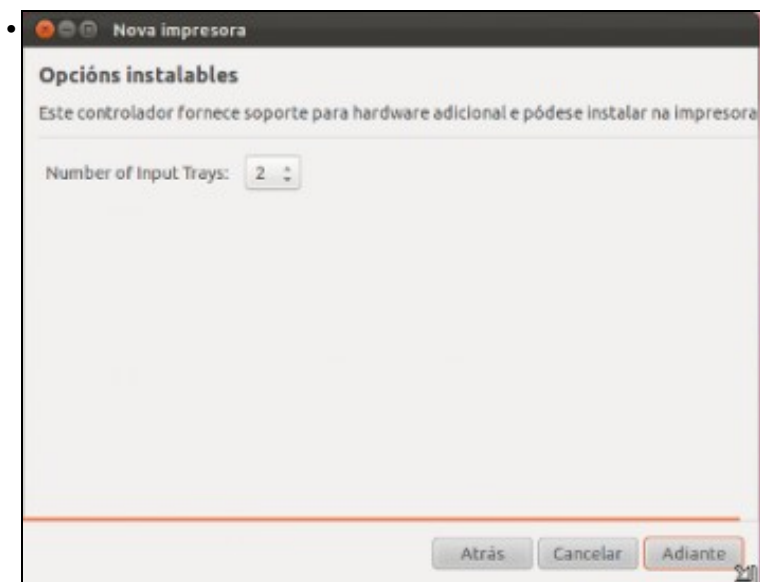 Nova impresora
Opcións instalables
Este controlador fornece soporte para hardware adicional e pódese instalar na impresora
Number of Input Trays: 2
Atrás Cancelar Adiante